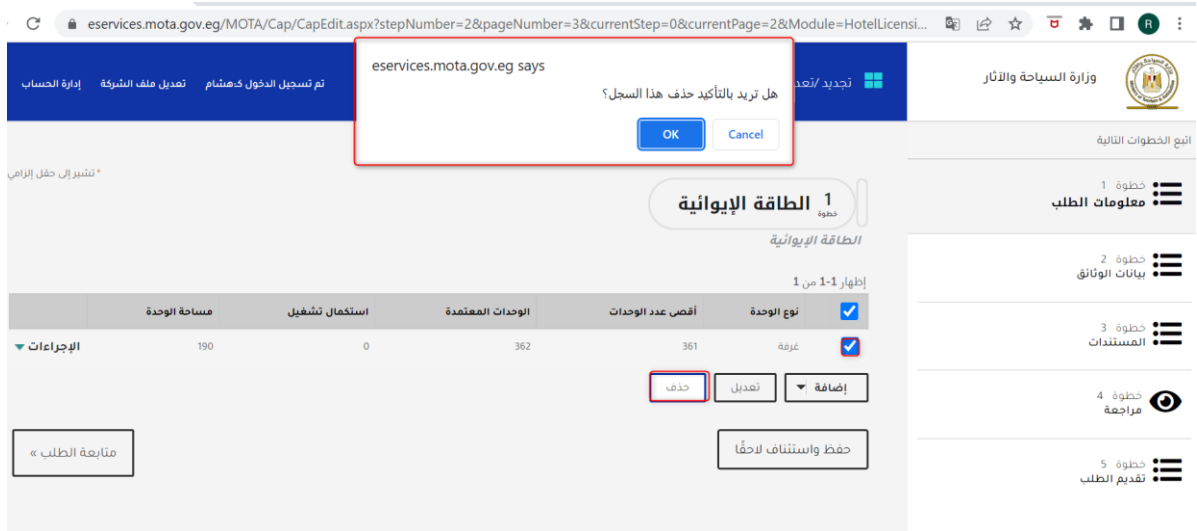 eservices.mota.gov.eg/MOTA/Cap/CapEdit.aspx?stepNumber=2&pageNumber=3&currentStep=0&currentPage=2&Module=HotelLicensi...
R
eservices.mota.gov.eg says
هل تريد بالتأكيد حذف هذا السجل؟
OK
Cancel
وزارة السياحة والآثار
تجديد /تعد
تم تسجيل الدخول كـهشام
تعديل ملف الشركة
إدارة الحساب
اتبع الخطوات التالية
خطوة 1
معلومات الطلب
خطوة 2
بيانات الوثائق
خطوة 3
المستندات
خطوة 4
مراجعة
خطوة 5
تقديم الطلب
* تشير إلى حقل إلزامي
1 خطوة الطاقة الإيوائية
الطاقة الإيوائية
إظهار 1-1 من 1
نوع الوحدة أقصى عدد الوحدات الوحدات المعتمدة استكمال تشغيل مساحة الوحدة
غرفة 361 362 0 190 الإجراءات
إضافة تعديل حذف
حفظ واستئناف لاحقًا
متابعة الطلب »